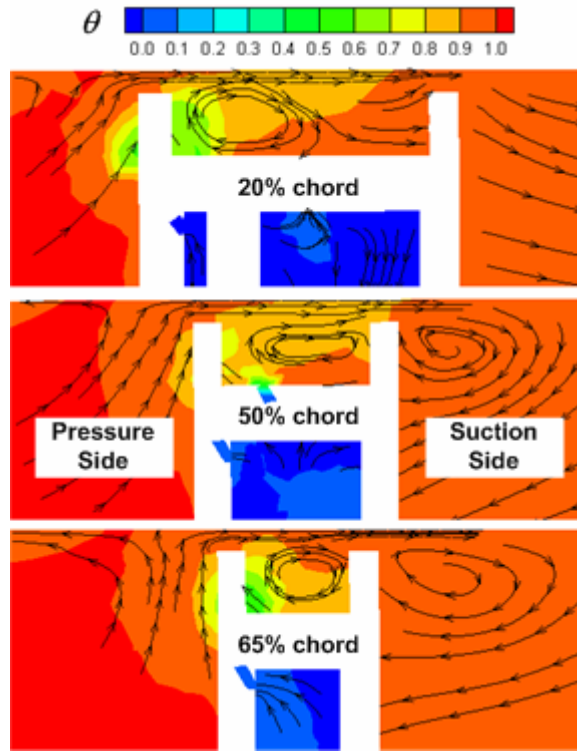 θ
0.0 0.1 0.2 0.3 0.4 0.5 0.6 0.7 0.8 0.9 1.0
20% chord
50% chord
Pressure Side
Suction Side
65% chord